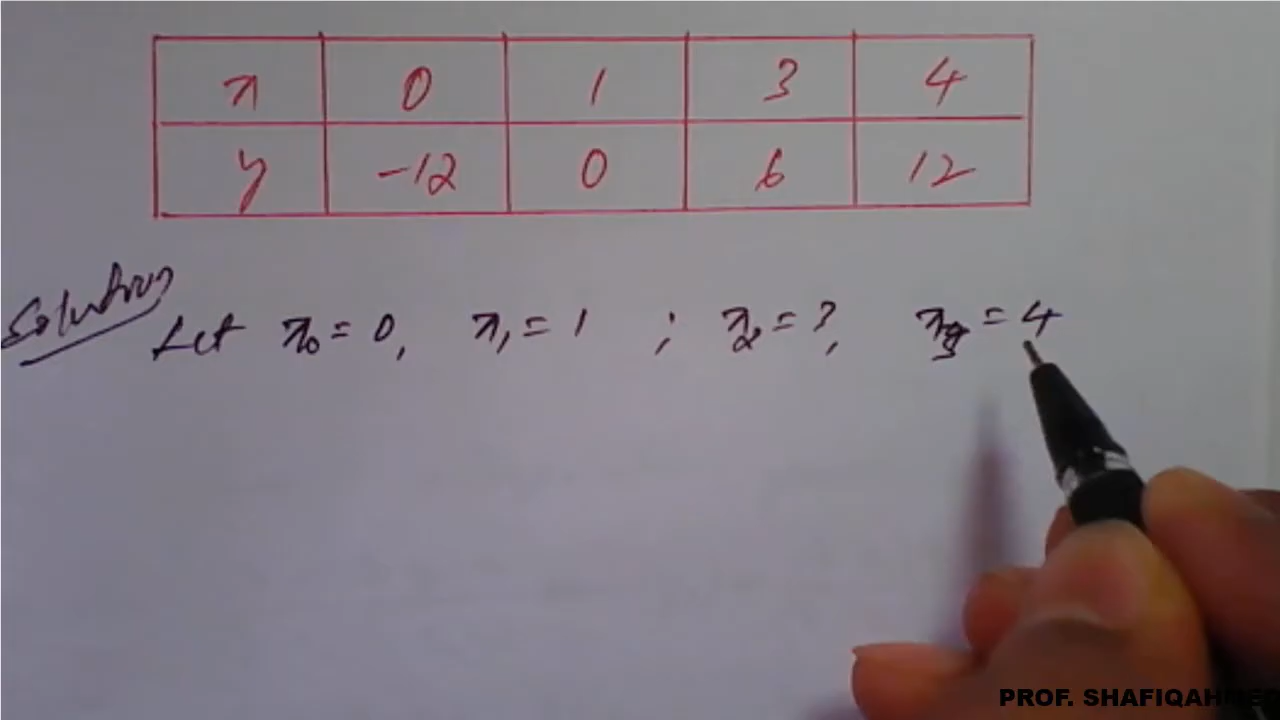 x 0 1 3 4
y -12 0 6 12
Solution
Let x₀ = 0, x₁ = 1 ; x₂ = 3, x₃ = 4
PROF. SHAFIQAHMED